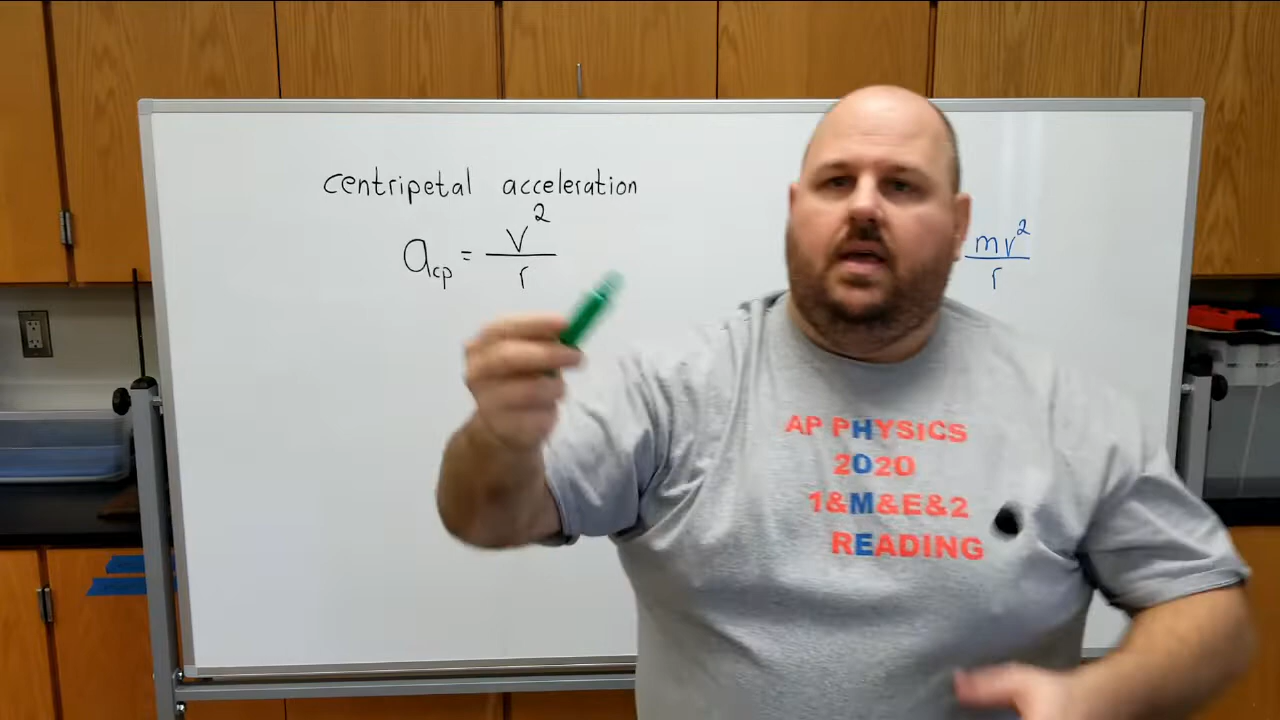 centripetal acceleration
a_cp = v^2/r
mv^2/r
AP PHYSICS
2020
1&M&E&2
READING